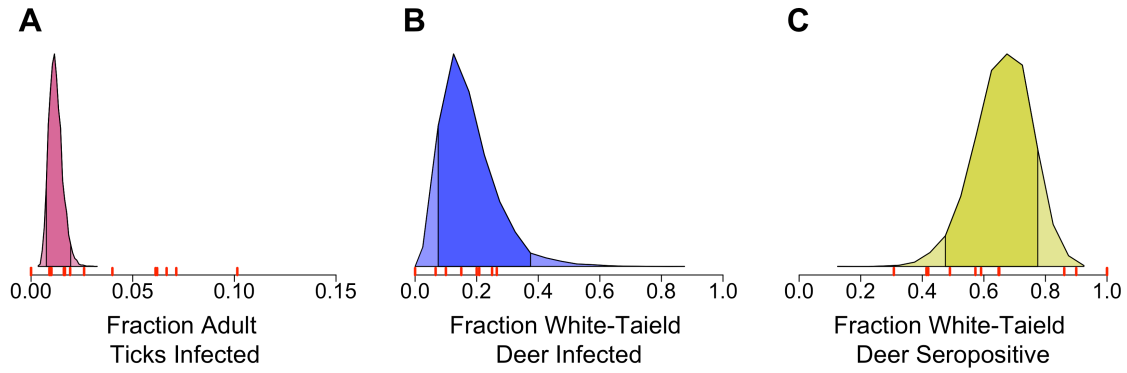 A
B
C
0.00 0.05 0.10 0.15
0.0 0.2 0.4 0.6 0.8 1.0
0.0 0.2 0.4 0.6 0.8 1.0
Fraction Adult
Ticks Infected
Fraction White-Taield
Deer Infected
Fraction White-Taield
Deer Seropositive